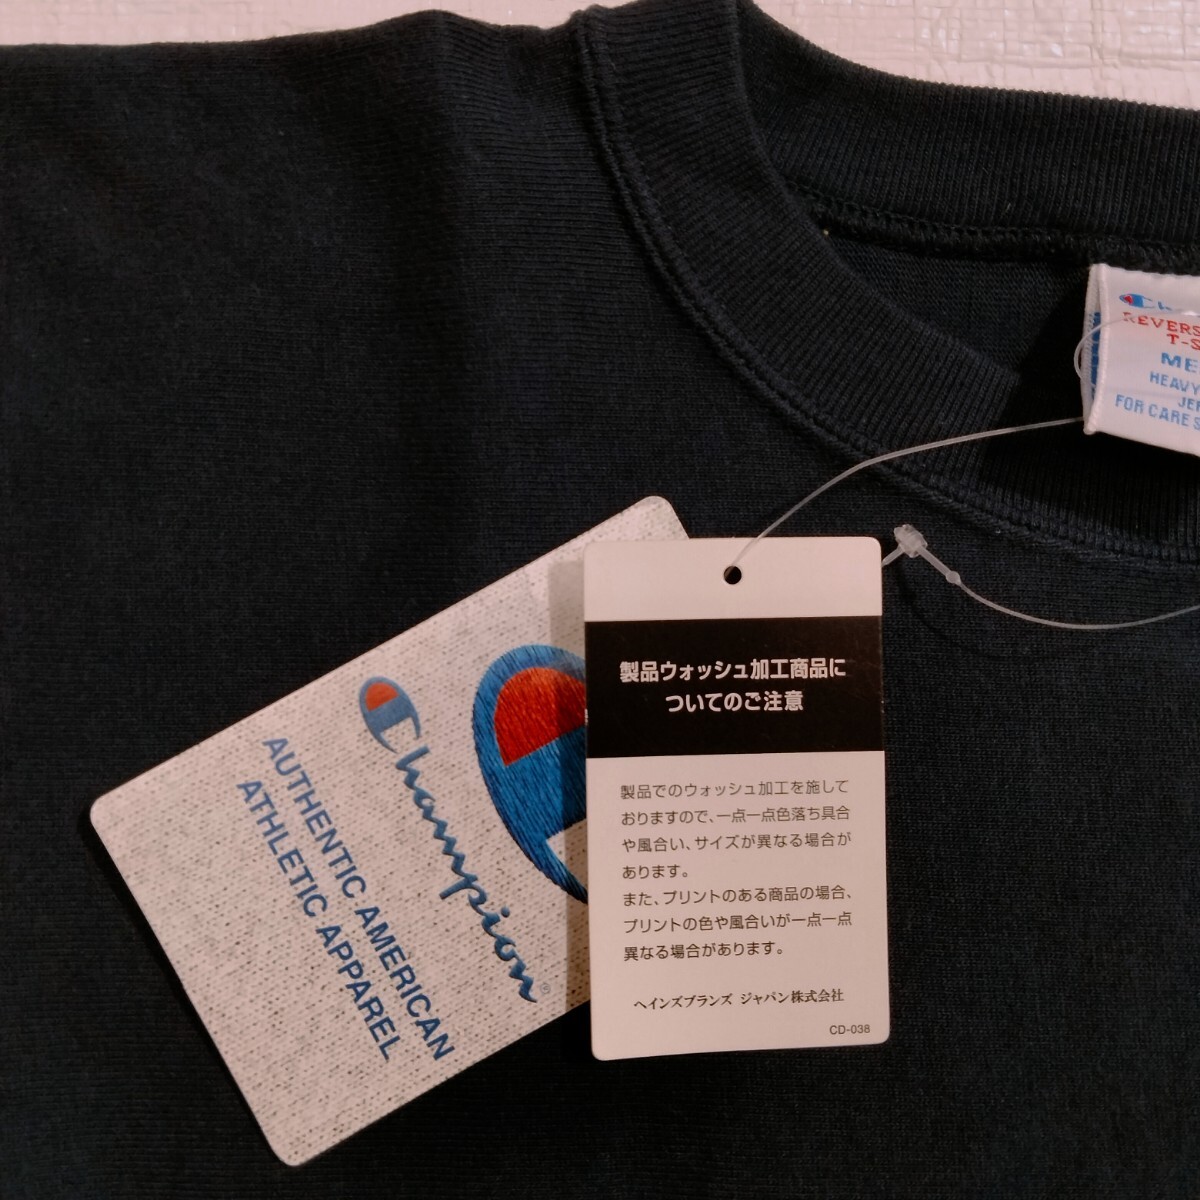 Champion
AUTHENTIC AMERICAN
ATHLETIC APPAREL
製品ウォッシュ加工商品に
ついてのご注意
製品でのウォッシュ加工を施して
おりますので、一点一点色落ち具合
や風合い、サイズが異なる場合が
あります。
また、プリントのある商品の場合、
プリントの色や風合いが一点一点
異なる場合があります。
ヘインズブランズ ジャパン株式会社
CD-038
REVERS
T-S
ME
HEAVY
JER
FOR CARE S